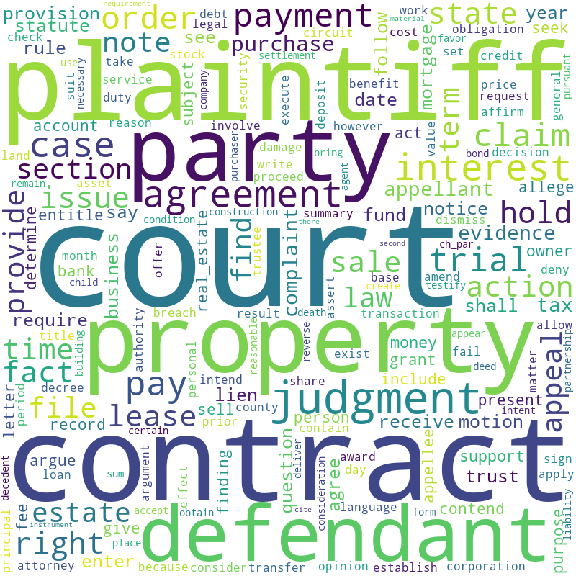 provision
order
payment
state
year
statute
check
debt
legal
work
circuit
cost
obligation
requirement
material
favor
pursuant
note
see
purchase
rule
take
stock
settlement
follow
mortgage
set
credit
seek
use
suit
necessary
service
company
security
execute
deposit
plaintiff
duty
subject
benefit
price
request
general
account
reason
involve
date
term
value
affirm
decision
however
act
claim
case
party
purchaser
damage
bring
write
proceed
agent
bond
land
remain
asset
section
agreement
interest
issue
entitle
say
condition
construction
there
summary
fund
appellant
allege
notice
dismiss
hold
provide
determine
month
bank
child
business
offer
real_estate
trustee
find
complaint
court
second
ch_par
base
assert
amend
create
testify
evidence
trial
owner
deny
sale
law
action
shall
tax
require
title
building
authority
breach
personal
result
reasonable
death
reverse
transaction
exist
appear
deed
allow
partnership
property
time
fact
period
decree
intend
prior
share
county
money
grant
fail
matter
intent
liability
pay
lien
include
present
appeal
letter
file
record
lease
certain
sell
person
contain
judgment
receive
motion
contract
decedent
argue
loan
sum
argument
effect
finding
deliver
question
consideration
award
day
agree
appellee
support
contend
trust
sign
apply
purpose
principal
fee
estate
right
instrument
give
accept
obtain
place
cite
language
form
defendant
attorney
enter
because
consider
transfer
opinion
establish
corporation